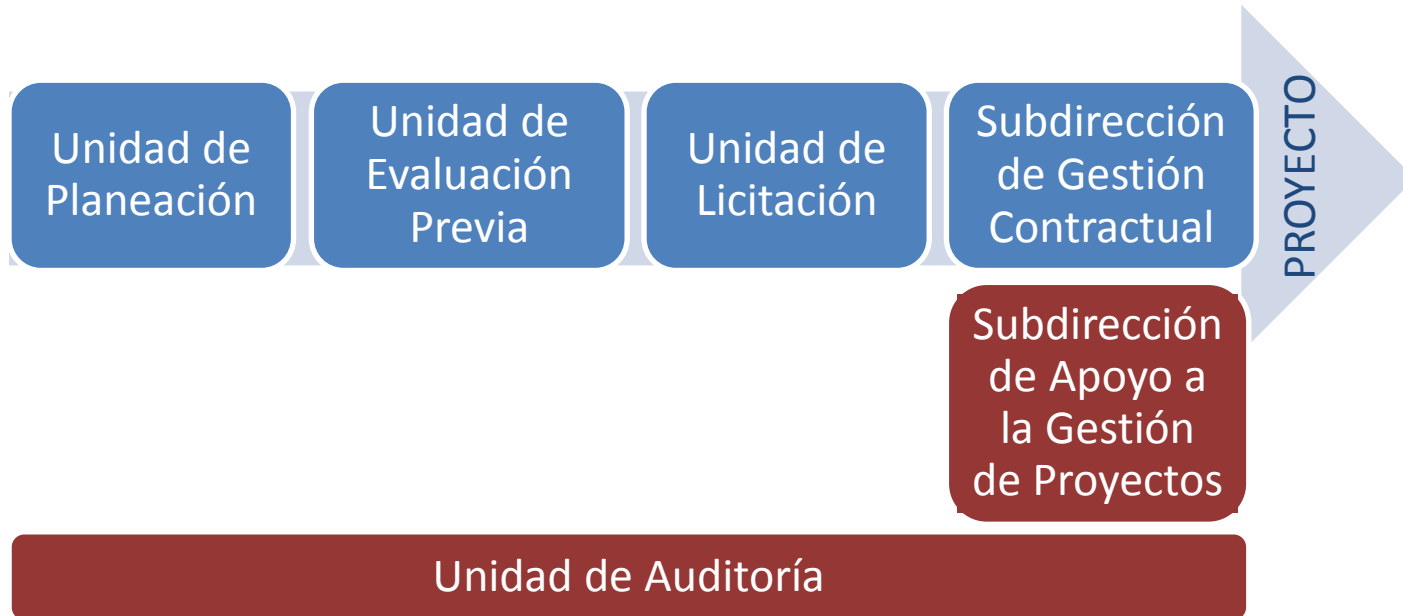 Unidad de
Planeación
Unidad de
Evaluación
Previa
Unidad de
Licitación
Subdirección
de Gestión
Contractual
PROYECTO
Subdirección
de Apoyo a
la Gestión
de Proyectos
Unidad de Auditoría